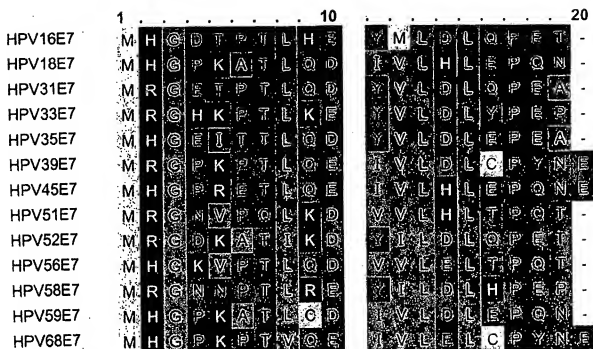 1 10 20
HPV16E7 M H G D T P T L H E Y M L D L Q P E T -
HPV18E7 M H G P K A T L Q D I V L H L E P Q N -
HPV31E7 M R G E T P T L Q D Y V L D L Q P E A -
HPV33E7 M R G H K P T L K E Y V L D L Y P E P -
HPV35E7 M H G E I T T L Q D Y V L D L E P E A -
HPV39E7 M R G P K P T L Q E I V L D L C P Y N E
HPV45E7 M H G P R E T L Q E I V L H L E P Q N E
HPV51E7 M R G N V P Q L K D V V L H L T P Q T -
HPV52E7 M R G D K A T I K D Y I L D L Q P E T -
HPV56E7 M H G K V P T L Q D V V L E L T P Q T -
HPV58E7 M R G N N P T L R E Y I L D L H P E P -
HPV59E7 M H G P K A T L C D I V L D L E P Q N -
HPV68E7 M H G P K P T V Q E I V L E L C P Y N E